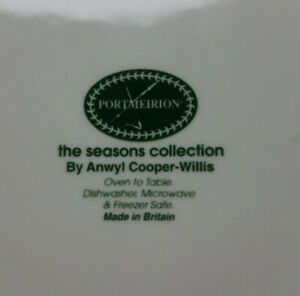 PORTMEIRION®
the seasons collection
By Anwyl Cooper-Willis
Oven to Table.
Dishwasher, Microwave
& Freezer Safe
Made in Britain